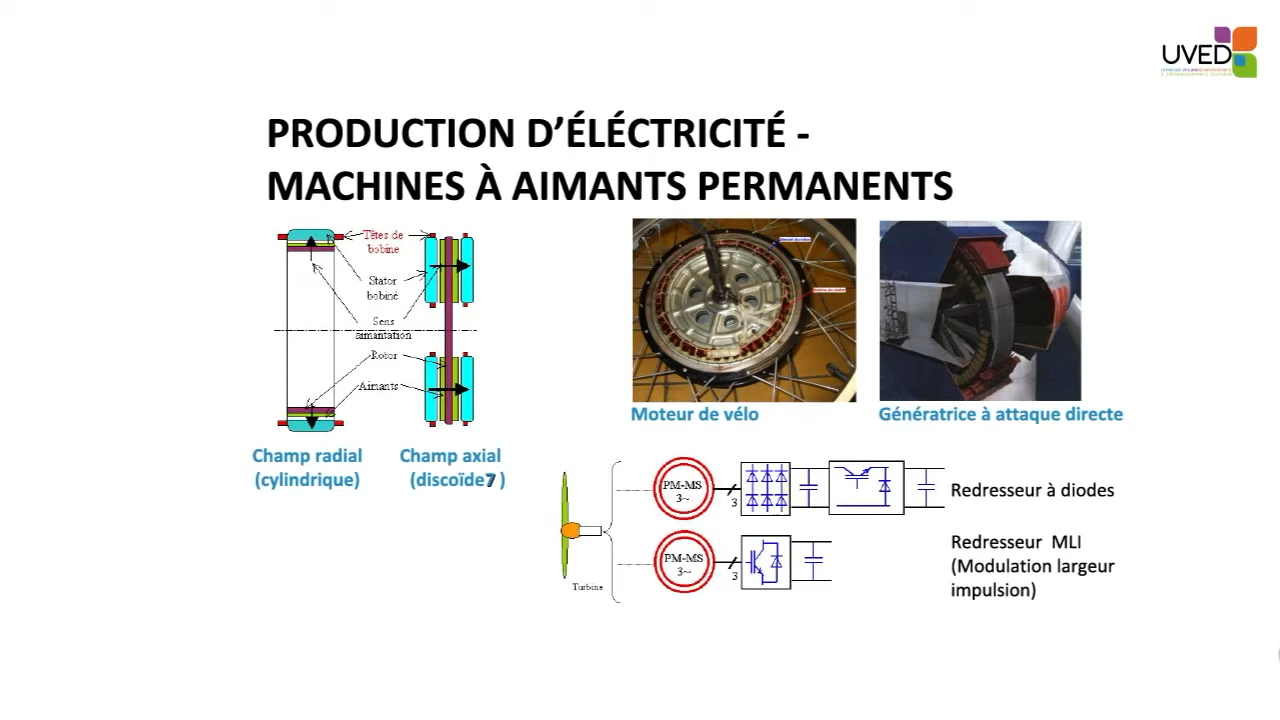 UVED
PRODUCTION D’ÉLÉCTRICITÉ -
MACHINES À AIMANTS PERMANENTS
Têtes de
bobine
Stator
bobiné
Sens
aimantation
Rotor
Aimants
Champ radial
(cylindrique)
Champ axial
(discoïde7 )
Moteur de vélo
Génératrice à attaque directe
Turbine
PM-MS
3~
3
Redresseur à diodes
PM-MS
3~
3
Redresseur MLI
(Modulation largeur
impulsion)